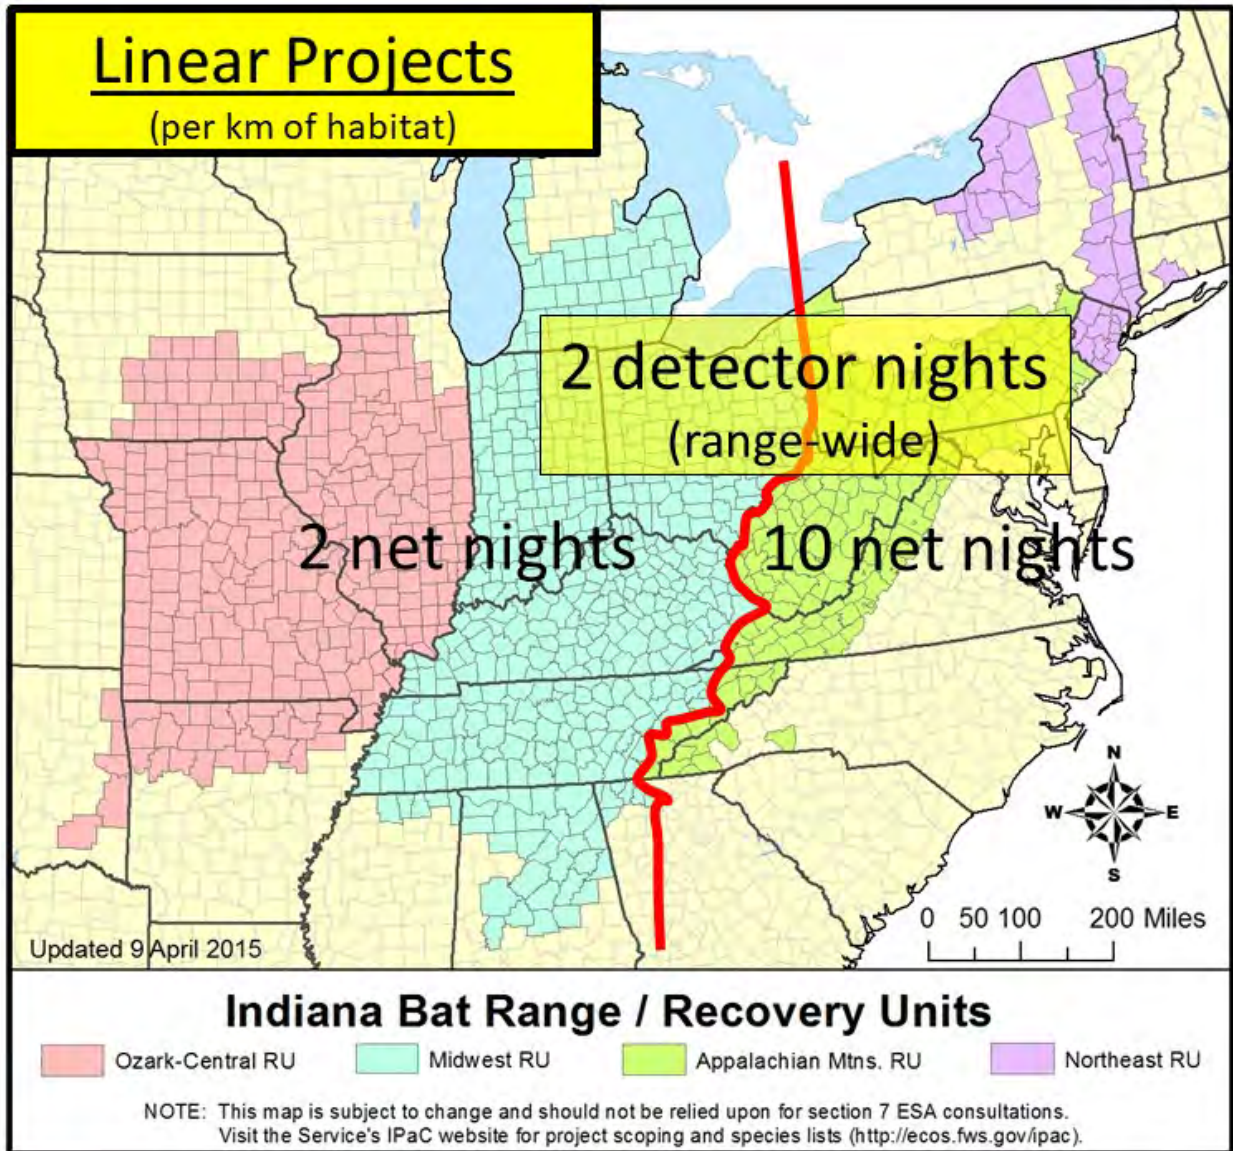 Linear Projects
(per km of habitat)
2 detector nights
(range-wide)
2 net nights
10 net nights
N
W E
S
0 50 100 200 Miles
Updated 9 April 2015
Indiana Bat Range / Recovery Units
Ozark-Central RU Midwest RU Appalachian Mtns. RU Northeast RU
NOTE: This map is subject to change and should not be relied upon for section 7 ESA consultations.
Visit the Service's IPaC website for project scoping and species lists (http://ecos.fws.gov/ipac).